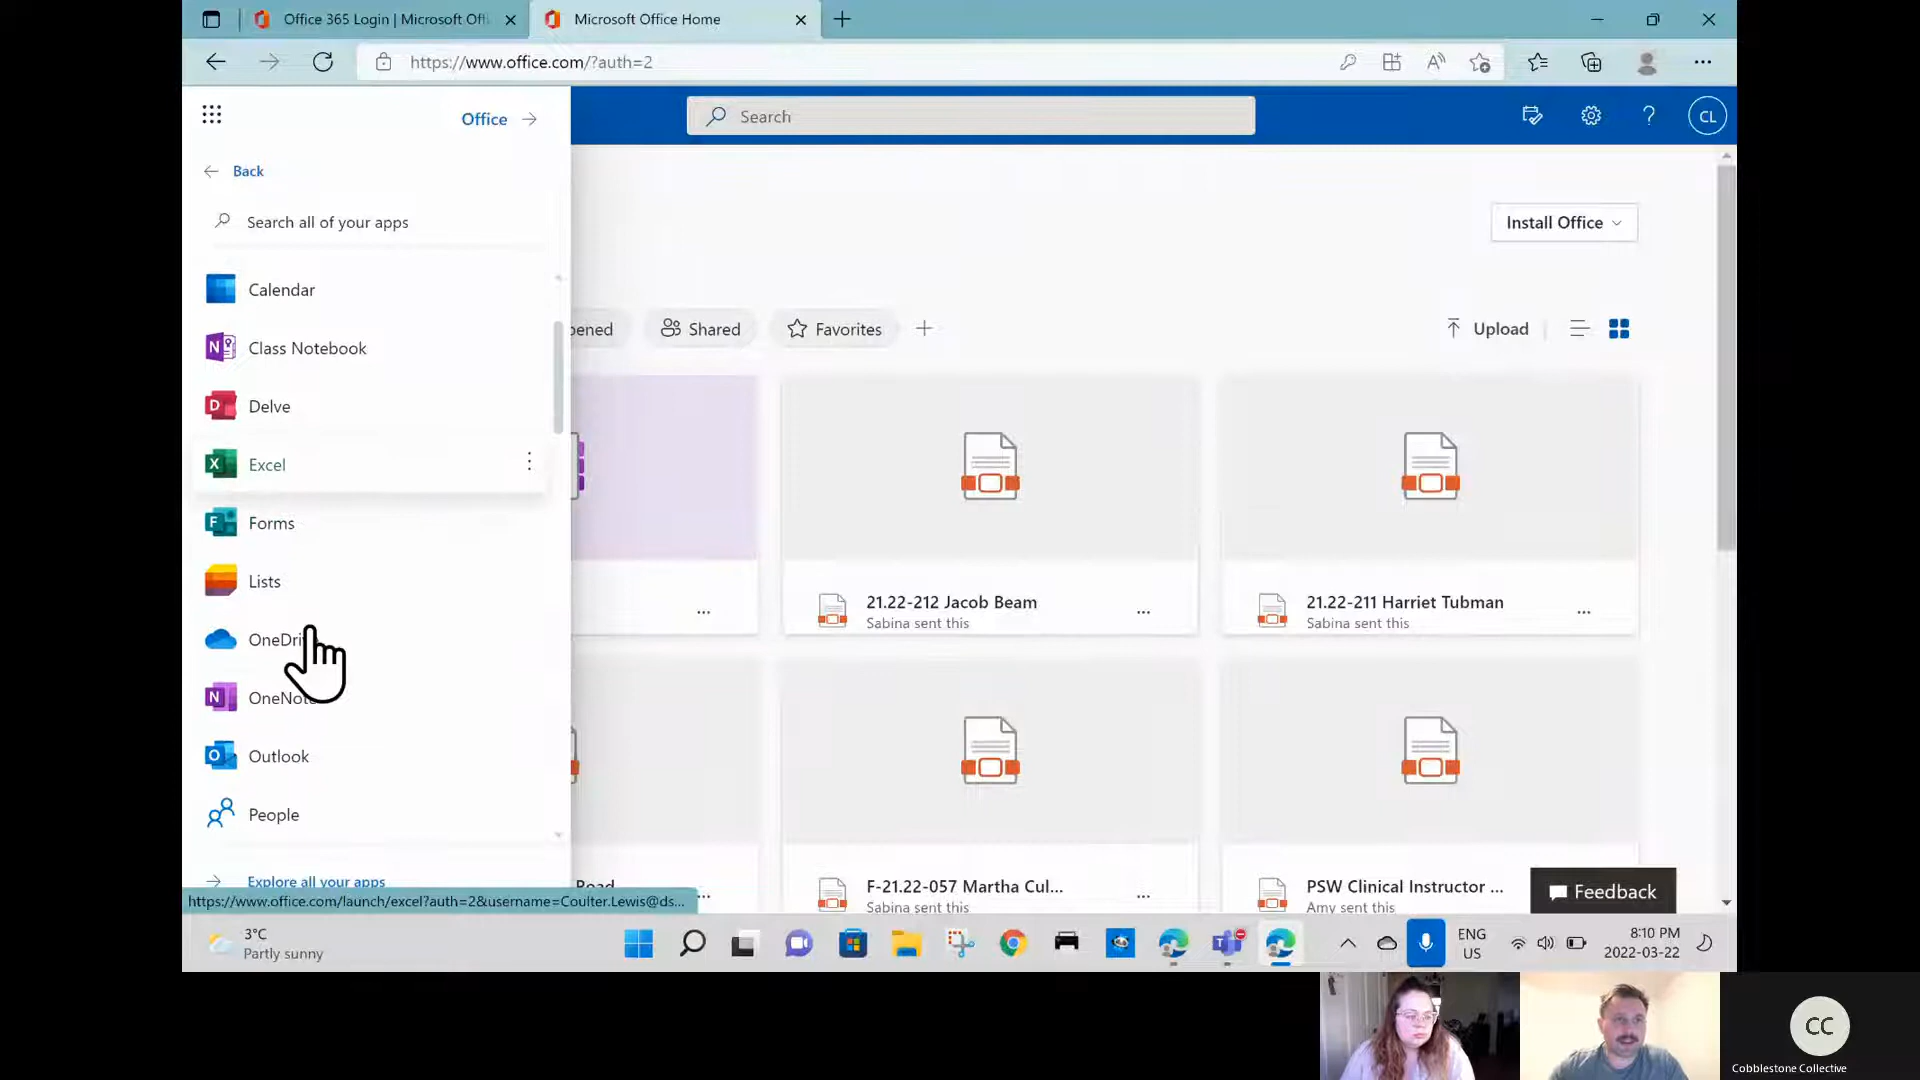 Office 365 Login | Microsoft Off
Microsoft Office Home
https://www.office.com/?auth=2
Office
Search
CL
Back
Search all of your apps
Install Office
Calendar
Class Notebook
Delve
Excel
Forms
Lists
OneDri
OneNote
Outlook
People
Explore all your apps
pened
Shared
Favorites
Upload
21.22-212 Jacob Beam
Sabina sent this
21.22-211 Harriet Tubman
Sabina sent this
F-21.22-057 Martha Cul...
Sabina sent this
PSW Clinical Instructor ...
Amy sent this
Feedback
https://www.office.com/launch/excel?auth=2&username=Coulter.Lewis@ds...
3°C
Partly sunny
ENG
US
8:10 PM
2022-03-22
CC
Cobblestone Collective